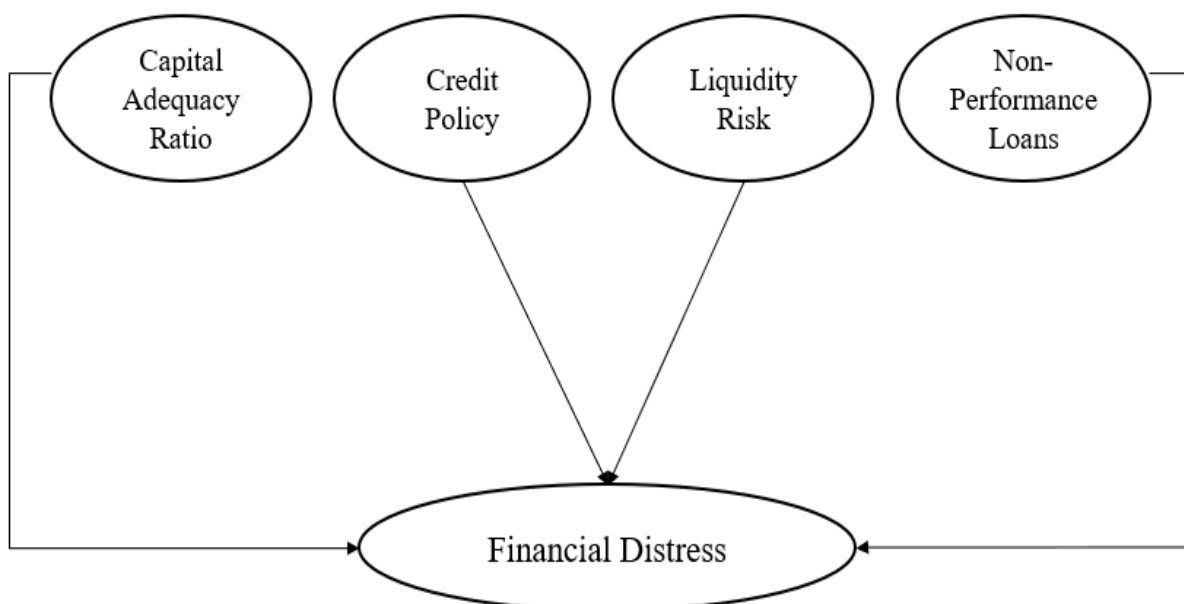 Capital
Adequacy
Ratio
Credit
Policy
Liquidity
Risk
Non-
Performance
Loans
Financial Distress